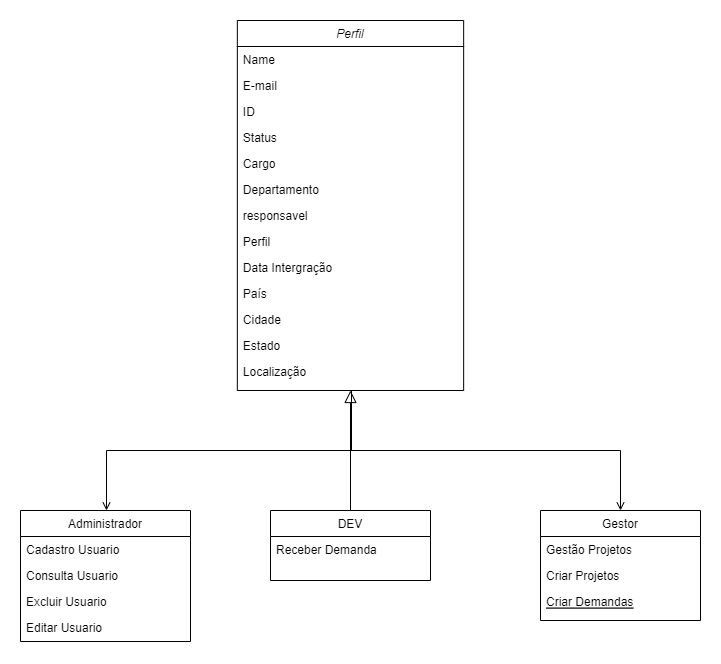 Perfil
Name
E-mail
ID
Status
Cargo
Departamento
responsavel
Perfil
Data Intergração
País
Cidade
Estado
Localização
Administrador
Cadastro Usuario
Consulta Usuario
Excluir Usuario
Editar Usuario
DEV
Receber Demanda
Gestor
Gestão Projetos
Criar Projetos
Criar Demandas